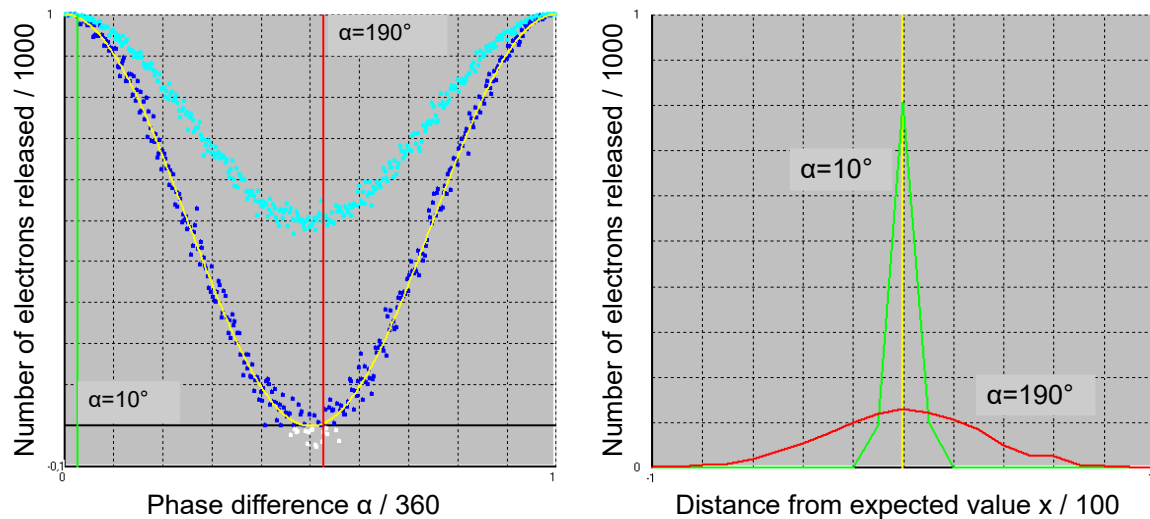 Number of electrons released / 1000
1
α=190°
α=10°
-0,1
0
1
Phase difference α / 360
Number of electrons released / 1000
1
α=10°
α=190°
0
-1
1
Distance from expected value x / 100